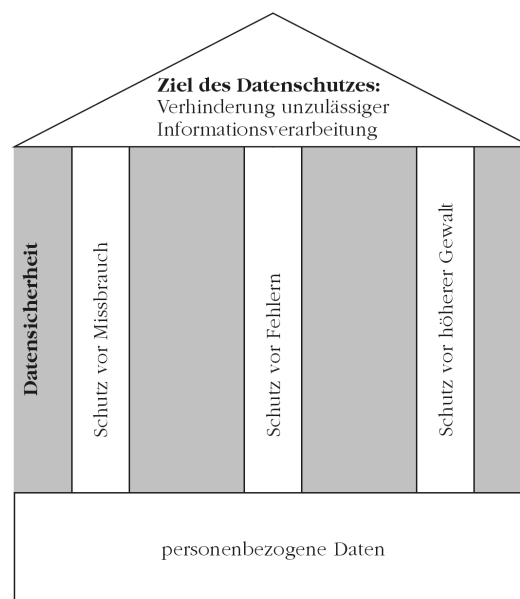 Ziel des Datenschutzes:
Verhinderung unzulässiger
Informationsverarbeitung
Datensicherheit
Schutz vor Missbrauch
Schutz vor Fehlern
Schutz vor höherer Gewalt
personenbezogene Daten